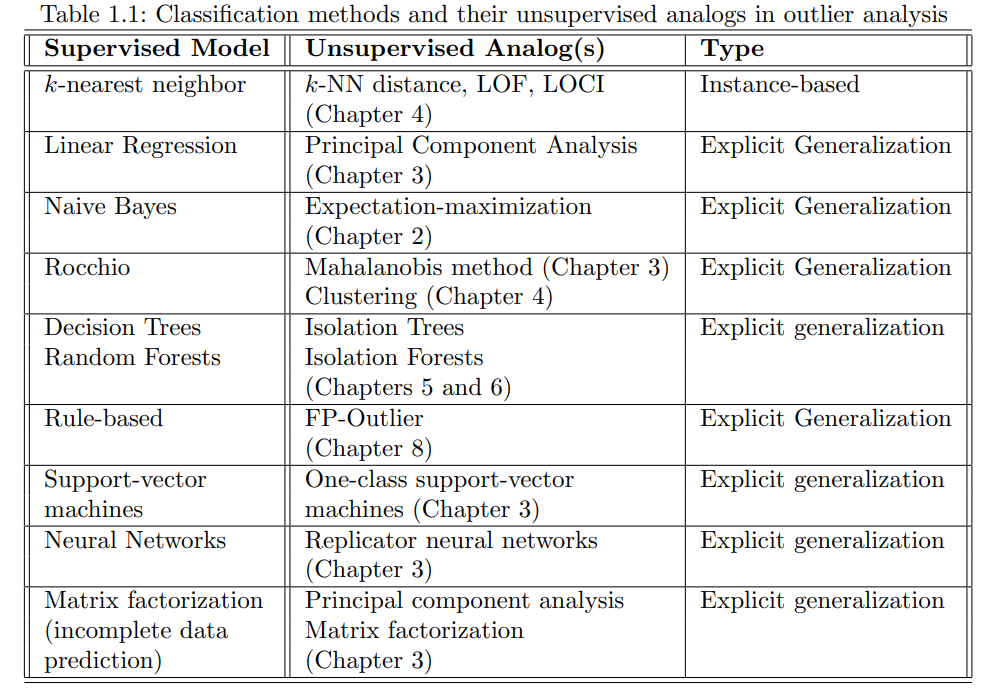 Table 1.1: Classification methods and their unsupervised analogs in outlier analysis
Supervised Model Unsupervised Analog(s) Type
k-nearest neighbor k-NN distance, LOF, LOCI Instance-based
(Chapter 4)
Linear Regression Principal Component Analysis Explicit Generalization
(Chapter 3)
Naive Bayes Expectation-maximization Explicit Generalization
(Chapter 2)
Rocchio Mahalanobis method (Chapter 3) Explicit Generalization
Clustering (Chapter 4)
Decision Trees Isolation Trees Explicit generalization
Random Forests Isolation Forests
(Chapters 5 and 6)
Rule-based FP-Outlier Explicit Generalization
(Chapter 8)
Support-vector One-class support-vector Explicit generalization
machines machines (Chapter 3)
Neural Networks Replicator neural networks Explicit generalization
(Chapter 3)
Matrix factorization Principal component analysis Explicit generalization
(incomplete data Matrix factorization
prediction) (Chapter 3)